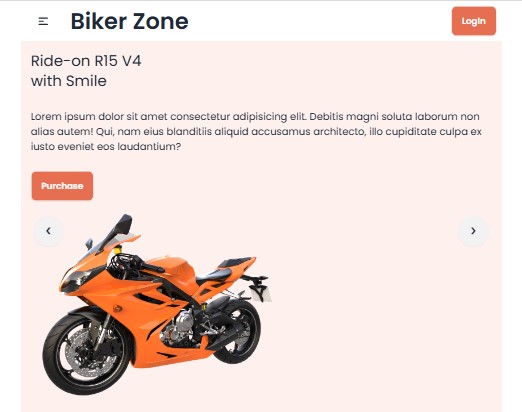 Biker Zone
Login
Ride-on R15 V4
with Smile
Lorem ipsum dolor sit amet consectetur adipisicing elit. Debitis magni soluta laborum non
alias autem! Qui, nam eius blanditiis aliquid accusamus architecto, illo cupiditate culpa ex
iusto eveniet eos laudantium?
Purchase